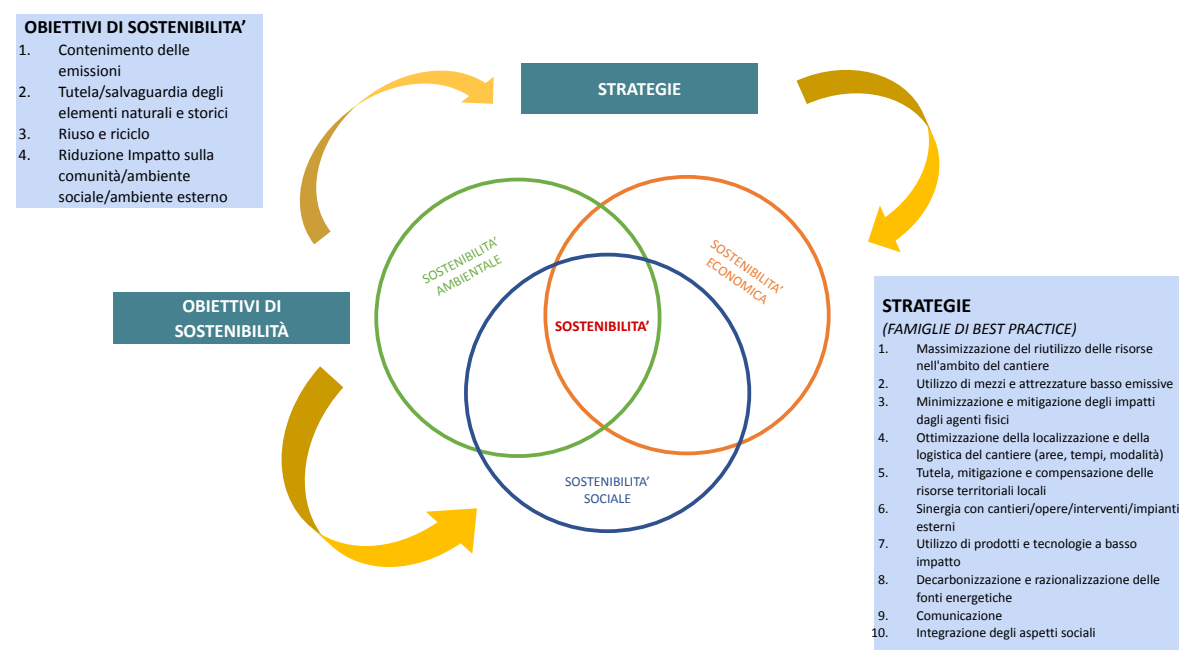 OBIETTIVI DI SOSTENIBILITA’
1. Contenimento delle
emissioni
2. Tutela/salvaguardia degli
elementi naturali e storici
3. Riuso e riciclo
4. Riduzione Impatto sulla
comunità/ambiente
sociale/ambiente esterno
STRATEGIE
OBIETTIVI DI
SOSTENIBILITÀ
SOSTENIBILITA’
AMBIENTALE
SOSTENIBILITA’
ECONOMICA
SOSTENIBILITA’
SOSTENIBILITA’
SOCIALE
STRATEGIE
(FAMIGLIE DI BEST PRACTICE)
1. Massimizzazione del riutilizzo delle risorse
nell'ambito del cantiere
2. Utilizzo di mezzi e attrezzature basso emissive
3. Minimizzazione e mitigazione degli impatti
dagli agenti fisici
4. Ottimizzazione della localizzazione e della
logistica del cantiere (aree, tempi, modalità)
5. Tutela, mitigazione e compensazione delle
risorse territoriali locali
6. Sinergia con cantieri/opere/interventi/impianti
esterni
7. Utilizzo di prodotti e tecnologie a basso
impatto
8. Decarbonizzazione e razionalizzazione delle
fonti energetiche
9. Comunicazione
10. Integrazione degli aspetti sociali